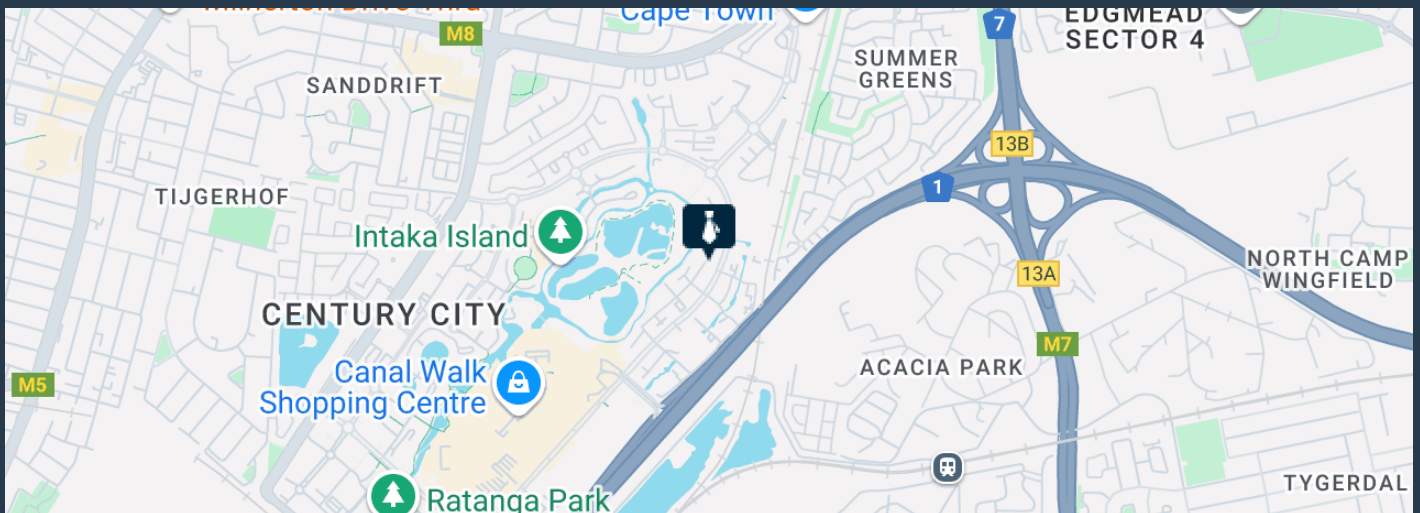 Cape Town
7
EDGMEAD
SECTOR 4
M8
SUMMER
GREENS
SANDDRIFT
13B
1
TIJGERHOF
Intaka Island
NORTH CAMP
WINGFIELD
13A
CENTURY CITY
M7
ACACIA PARK
M5
Canal Walk
Shopping Centre
TYGERDAL
Ratanga Park